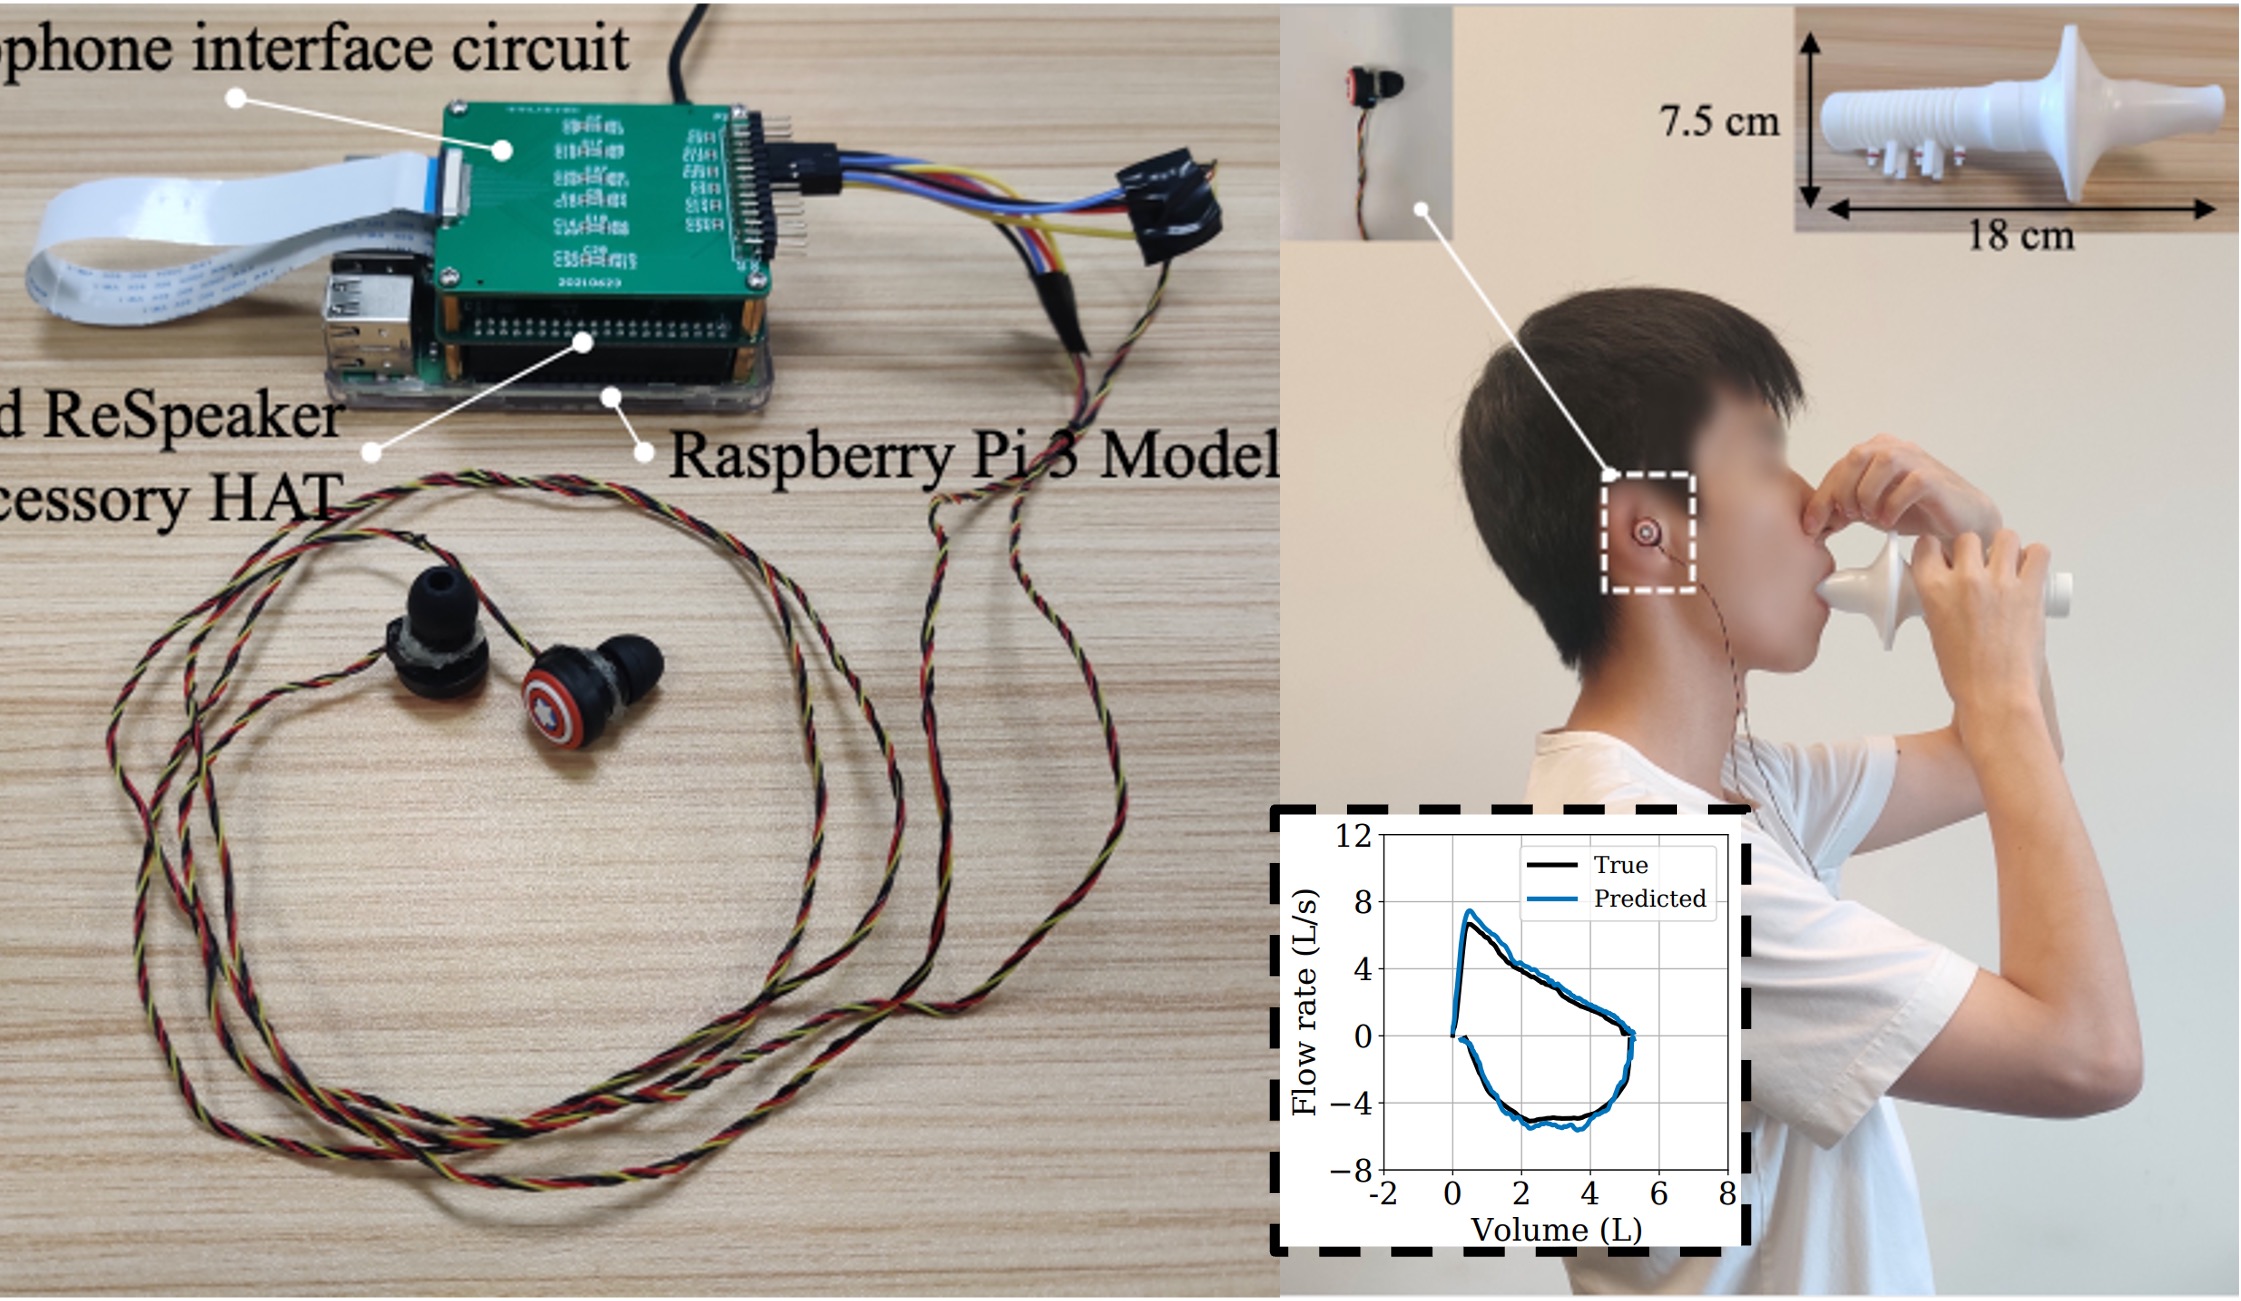 phone interface circuit
20210623
d ReSpeaker
cessory HAT
Raspberry Pi 3 Model
7.5 cm
18 cm
12
8
4
0
−4
−8
-2 0 2 4 6 8
Flow rate (L/s)
Volume (L)
True
Predicted